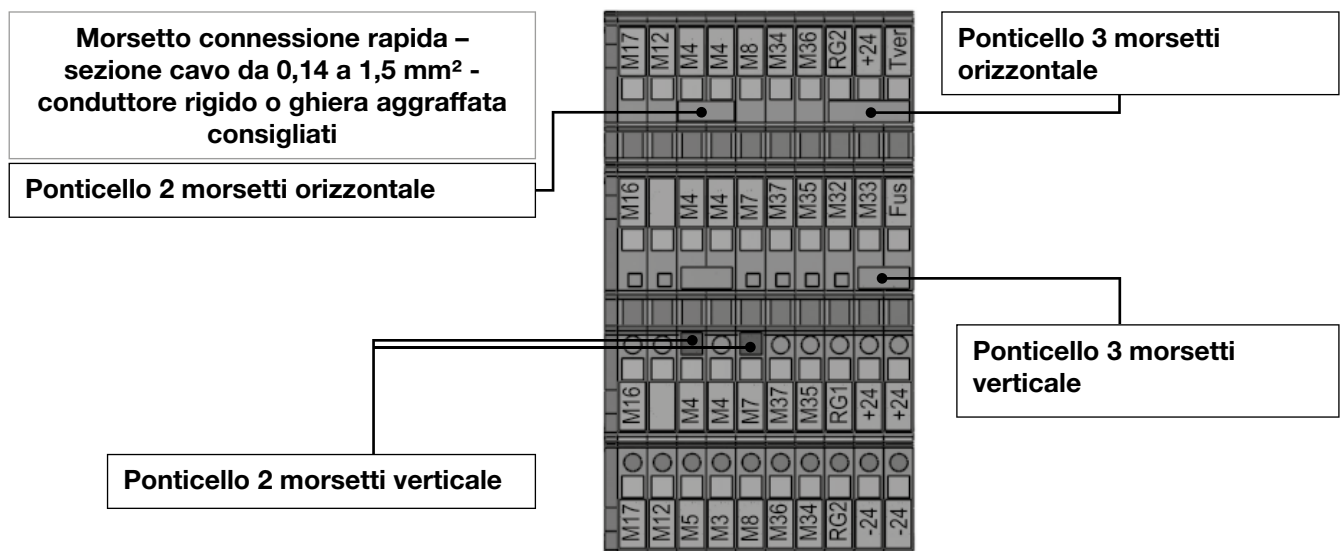 Morsetto connessione rapida –
sezione cavo da 0,14 a 1,5 mm² -
conduttore rigido o ghiera aggraffata
consigliati
Ponticello 2 morsetti orizzontale
Ponticello 3 morsetti
orizzontale
M17 M12 M4 M4 M8 M34 M36 RG2 +24 Tver
M16 M4 M4 M7 M37 M35 M32 M33 Fus
Ponticello 3 morsetti
verticale
M16 M4 M4 M7 M37 M35 RG1 +24 +24
Ponticello 2 morsetti verticale
M17 M12 M5 M3 M8 M36 M34 RG2 -24 -24